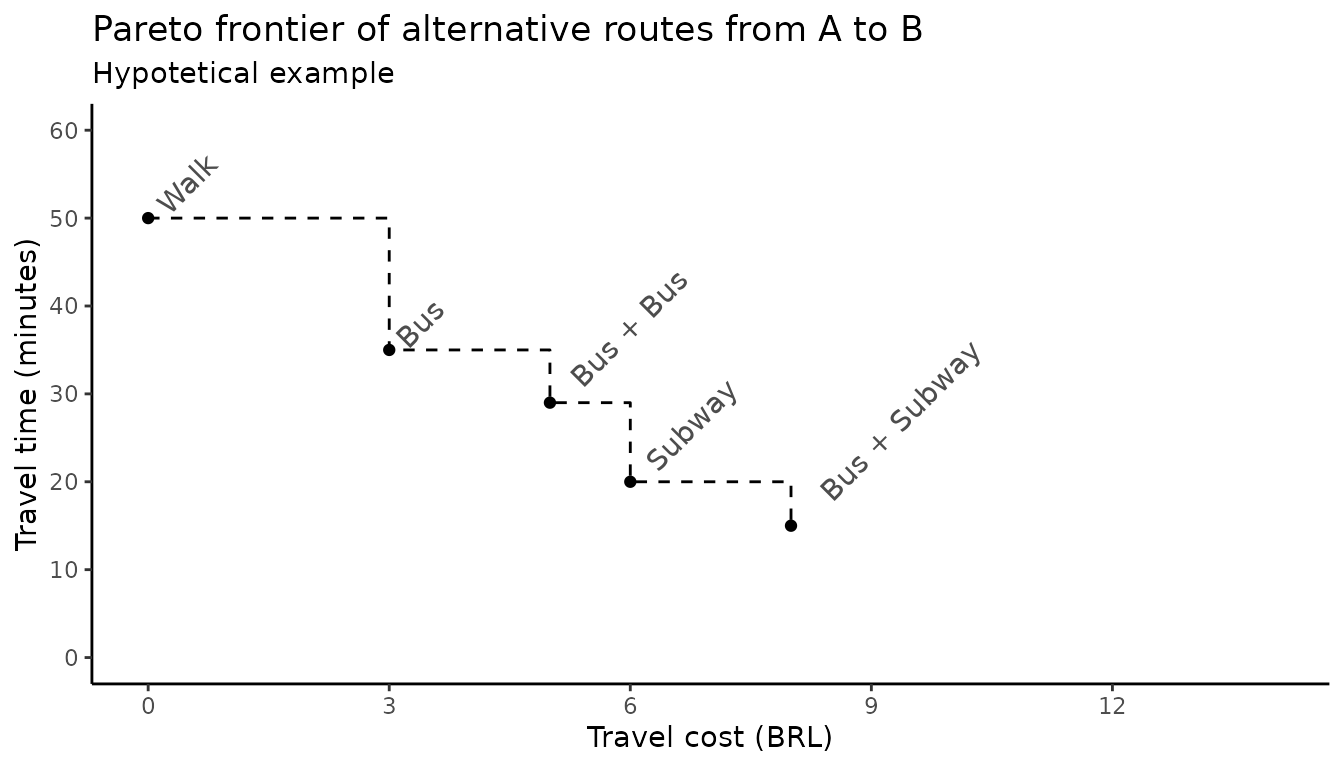 Pareto frontier of alternative routes from A to B
Hypotetical example
Travel time (minutes)
60
50
40
30
20
10
0
Walk
Bus
Bus + Bus
Subway
Bus + Subway
0 3 6 9 12
Travel cost (BRL)